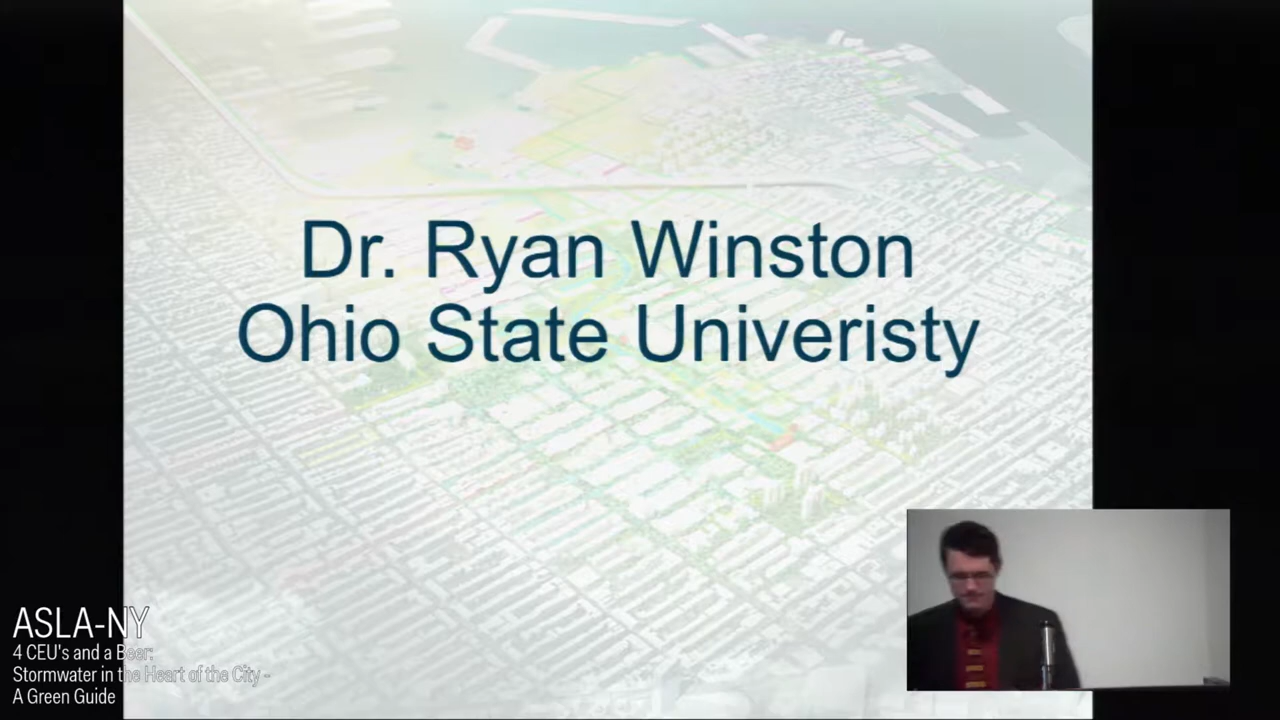 Dr. Ryan Winston
Ohio State Univeristy
ASLA-NY
4 CEU's and a Beer:
Stormwater in the Heart of the City -
A Green Guide